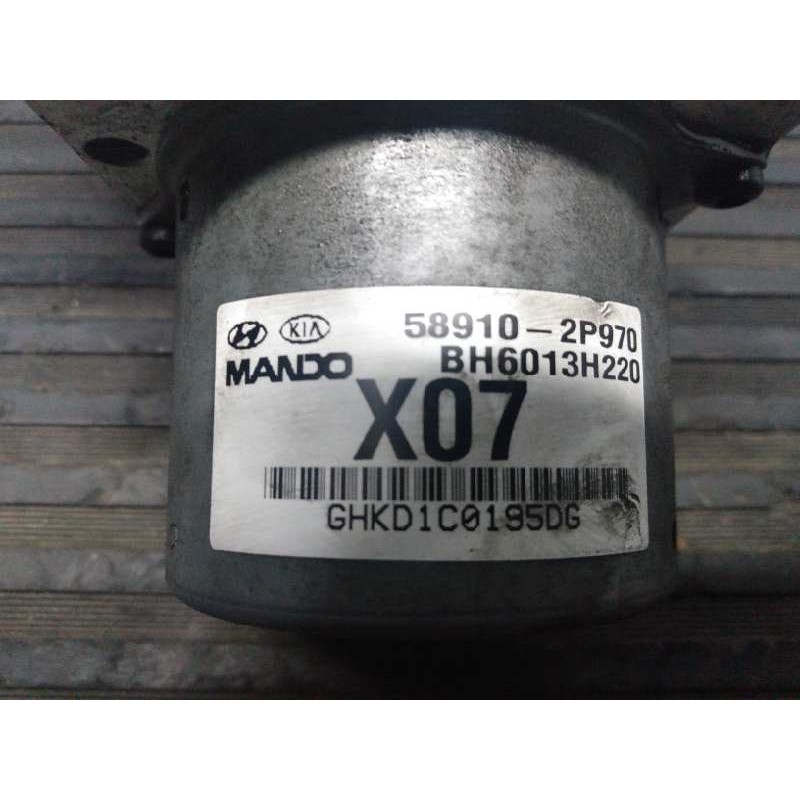 KIA 58910-2P970
MANDO BH6013H220
X07
GHKD1C0195DG